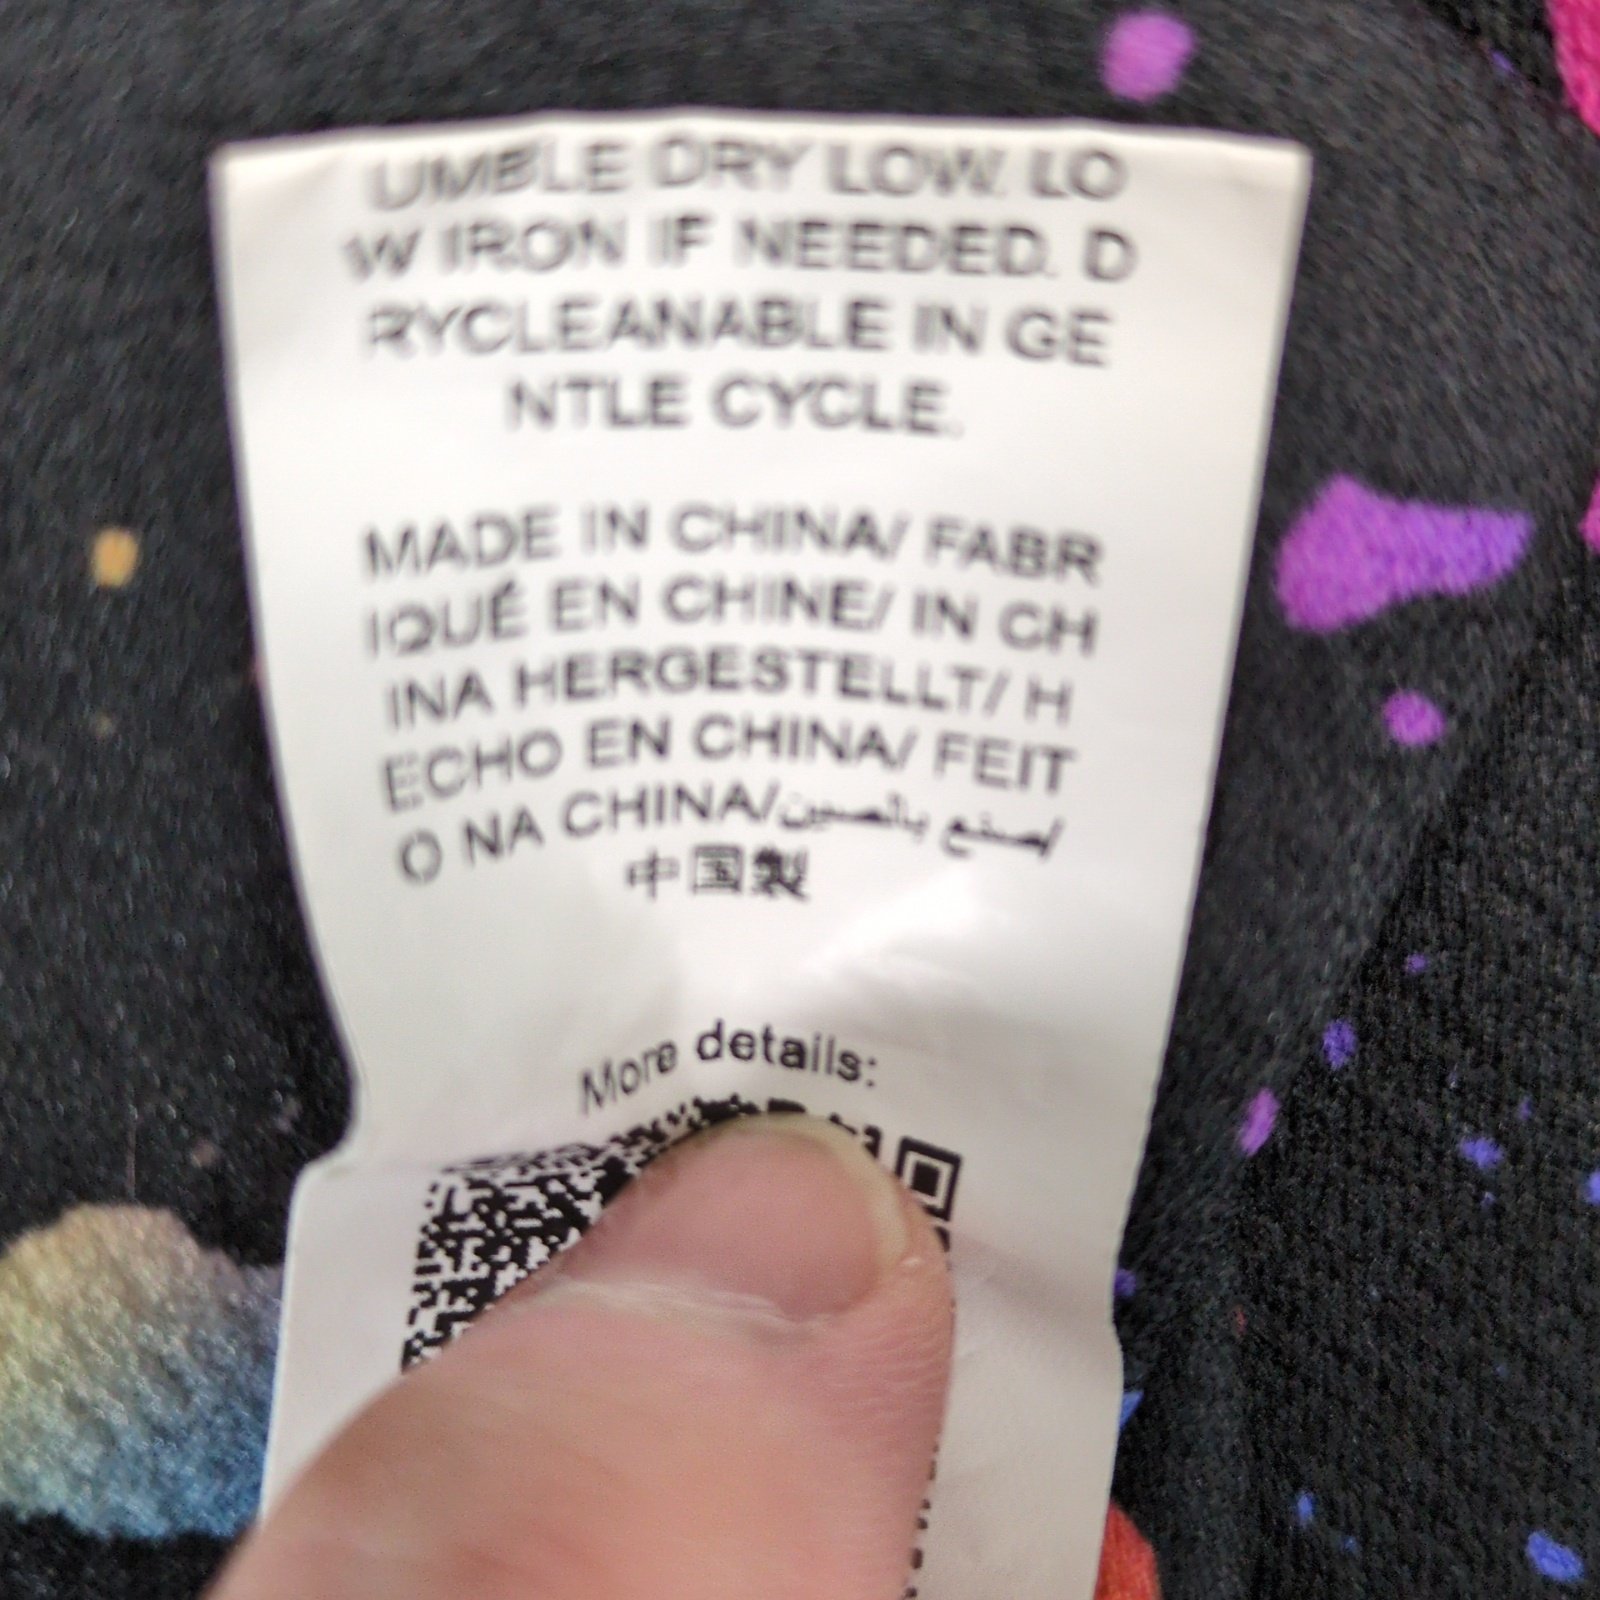 UMBLE DRY LOW. LO
W IRON IF NEEDED. D
RYCLEANABLE IN GE
NTLE CYCLE.
MADE IN CHINA/ FABR
IQUÉ EN CHINE/ IN CH
INA HERGESTELLT/ H
ECHO EN CHINA/ FEIT
O NA CHINA/صنع بالصين/
中国製
More details: